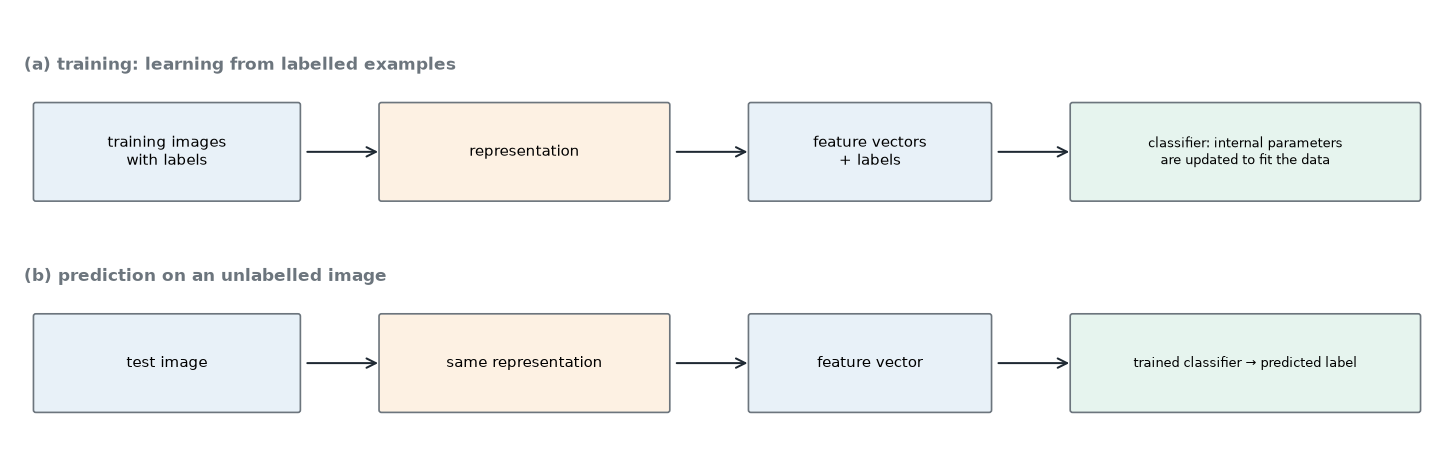 (a) training: learning from labelled examples
training images
with labels
representation
feature vectors
+ labels
classifier: internal parameters
are updated to fit the data
(b) prediction on an unlabelled image
test image
same representation
feature vector
trained classifier → predicted label